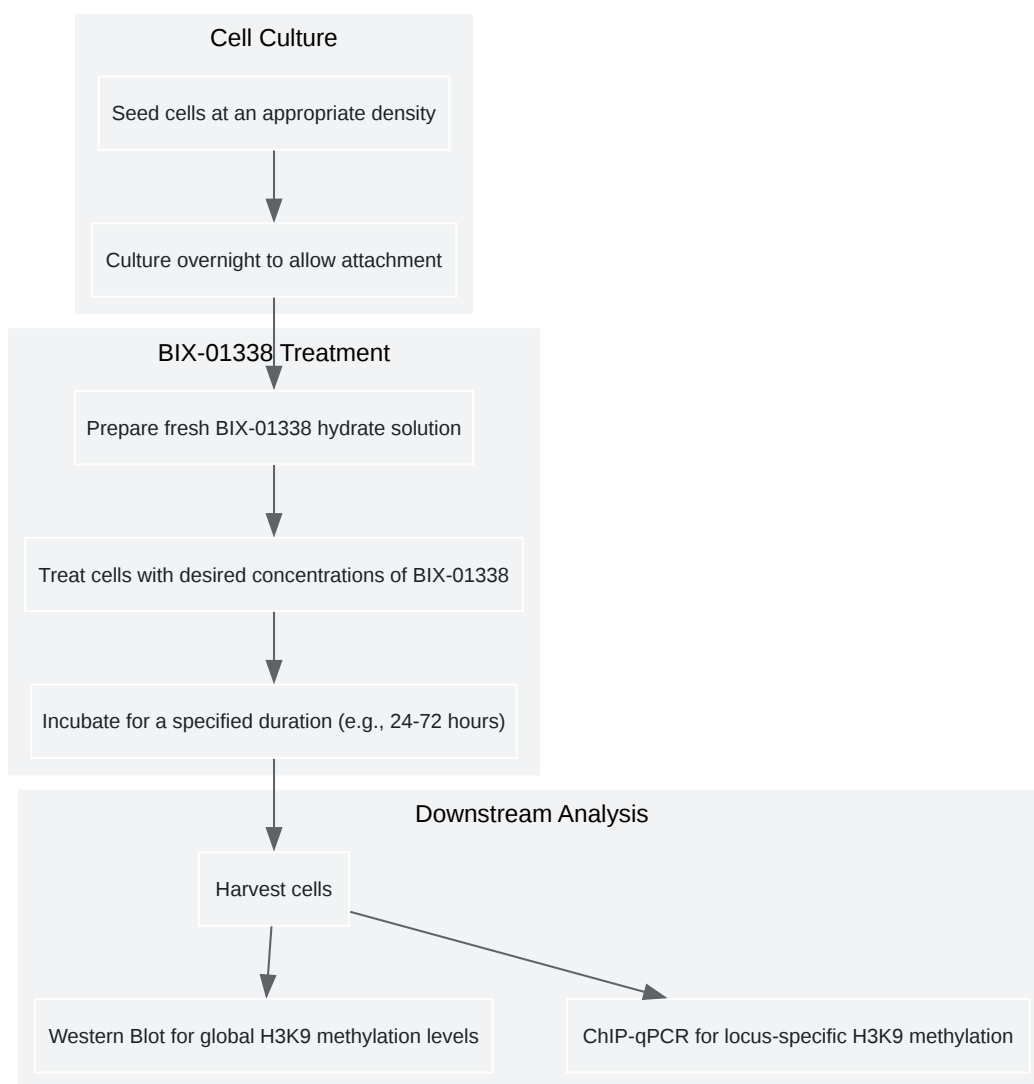 Cell Culture
Seed cells at an appropriate density
Culture overnight to allow attachment
BIX-01338 Treatment
Prepare fresh BIX-01338 hydrate solution
Treat cells with desired concentrations of BIX-01338
Incubate for a specified duration (e.g., 24-72 hours)
Downstream Analysis
Harvest cells
Western Blot for global H3K9 methylation levels
ChIP-qPCR for locus-specific H3K9 methylation